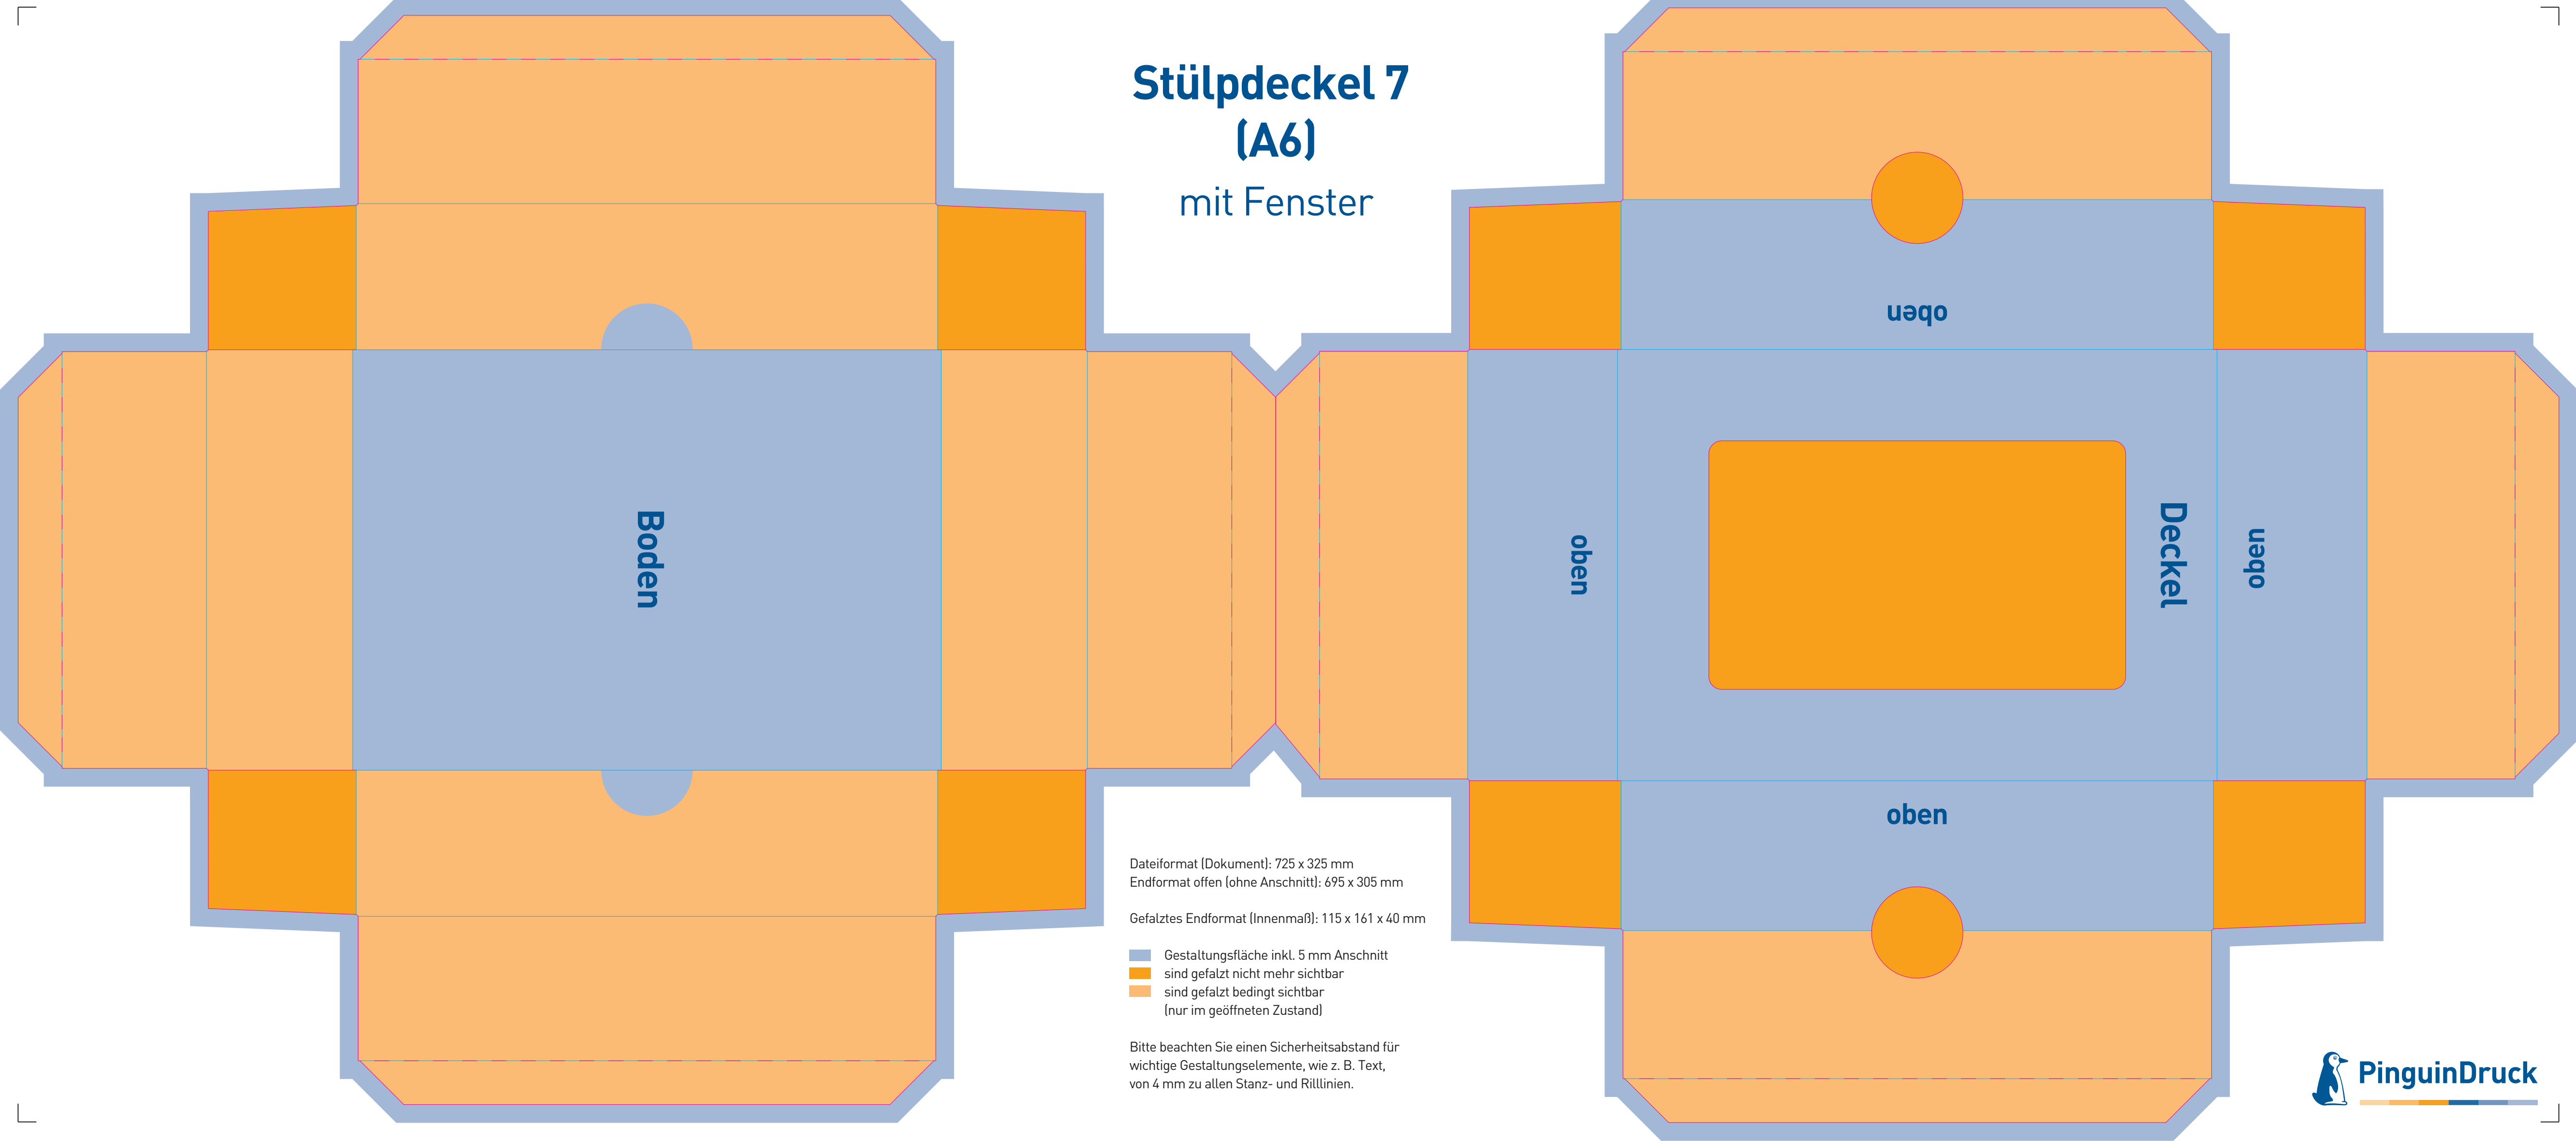 Stülpdeckel 7
(A6)
mit Fenster
oben
Boden
oben
Deckel
oben
oben
Dateiformat (Dokument): 725 x 325 mm
Endformat offen (ohne Anschnitt): 695 x 305 mm
Gefalztes Endformat (Innenmaß): 115 x 161 x 40 mm
Gestaltungsfläche inkl. 5 mm Anschnitt
sind gefalzt nicht mehr sichtbar
sind gefalzt bedingt sichtbar
(nur im geöffneten Zustand)
Bitte beachten Sie einen Sicherheitsabstand für
wichtige Gestaltungselemente, wie z. B. Text,
von 4 mm zu allen Stanz- und Rilllinien.
PinguinDruck